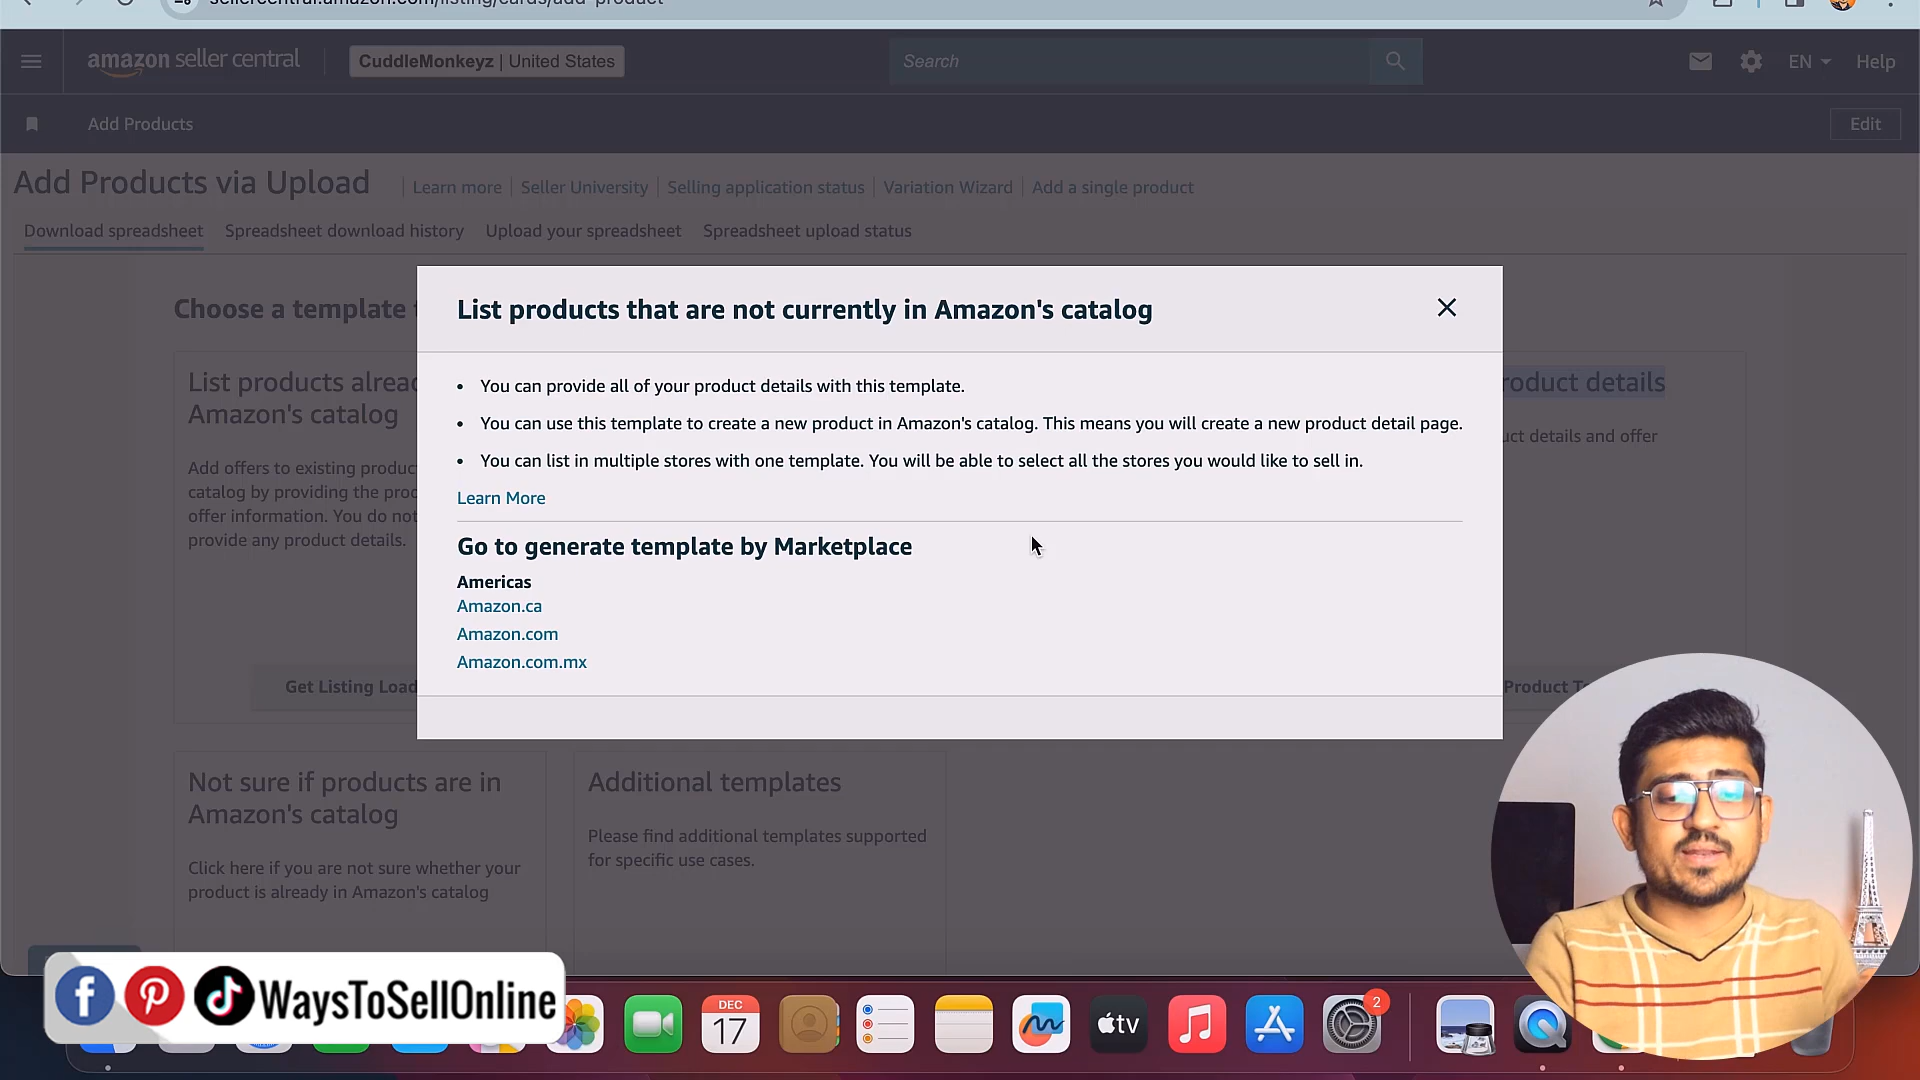 sellercentral.amazon.com/listing/cards/add-product
amazon seller central
CuddleMonkeyz | United States
Search
EN
Help
Add Products
Edit
Add Products via Upload
Learn more
Seller University
Selling application status
Variation Wizard
Add a single product
Download spreadsheet
Spreadsheet download history
Upload your spreadsheet
Spreadsheet upload status
Choose a template
List products that are not currently in Amazon's catalog
• You can provide all of your product details with this template.
• You can use this template to create a new product in Amazon's catalog. This means you will create a new product detail page.
• You can list in multiple stores with one template. You will be able to select all the stores you would like to sell in.
Learn More
Go to generate template by Marketplace
Americas
Amazon.ca
Amazon.com
Amazon.com.mx
List products
Amazon's catalog
Add offers to existing
catalog by providing the
offer information. You do not
provide any product details.
Get Listing
product details
details and offer
Product
Not sure if products are in
Amazon's catalog
Click here if you are not sure whether your
product is already in Amazon's catalog
Additional templates
Please find additional templates supported
for specific use cases.
WaysToSellOnline
DEC
17
tv
2